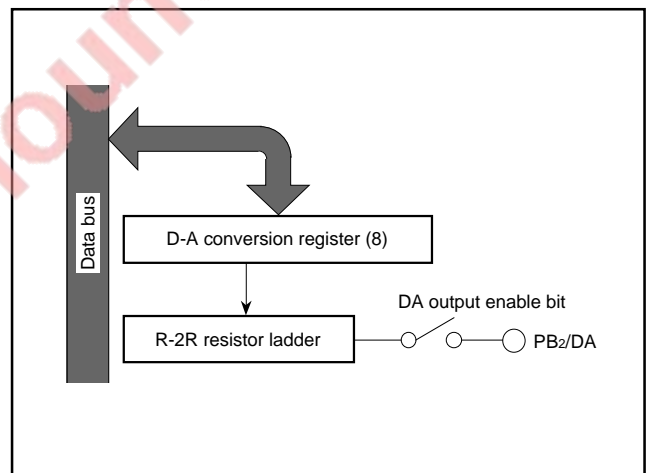 Data bus
D-A conversion register (8)
DA output enable bit
R-2R resistor ladder
PB2/DA